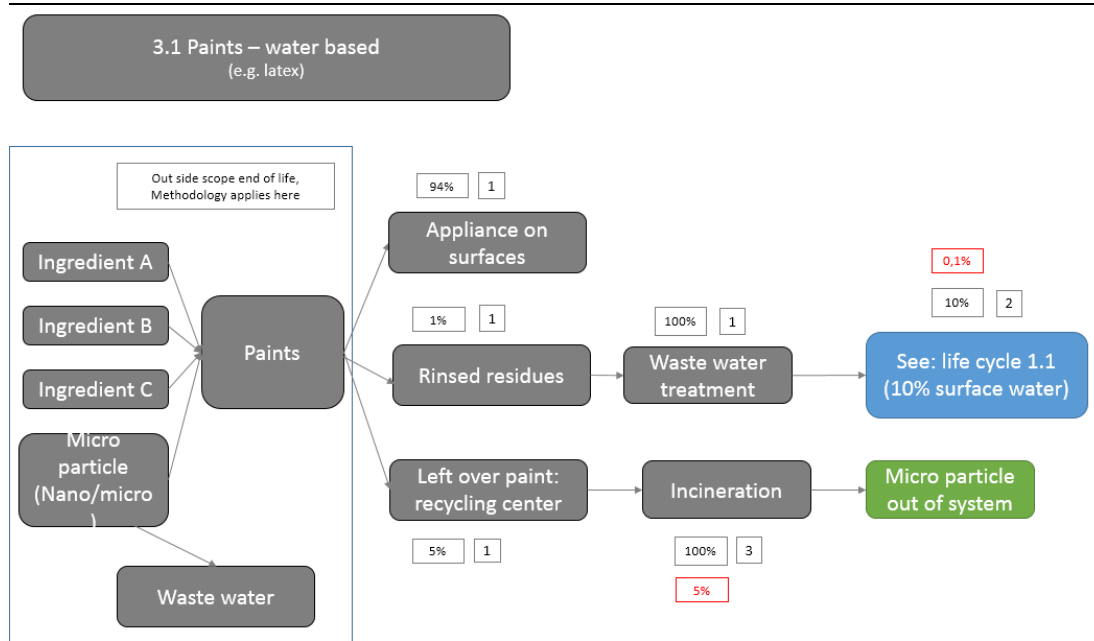 3.1 Paints – water based
(e.g. latex)
Out side scope end of life,
Methodology applies here
94%
1
Appliance on
surfaces
Ingredient A
0,1%
10%
2
Ingredient B
1%
1
100%
1
Paints
Rinsed residues
Waste water
treatment
See: life cycle 1.1
(10% surface water)
Ingredient C
Micro
particle
(Nano/micro
)
Left over paint:
recycling center
Incineration
Micro particle
out of system
5%
1
100%
3
5%
Waste water